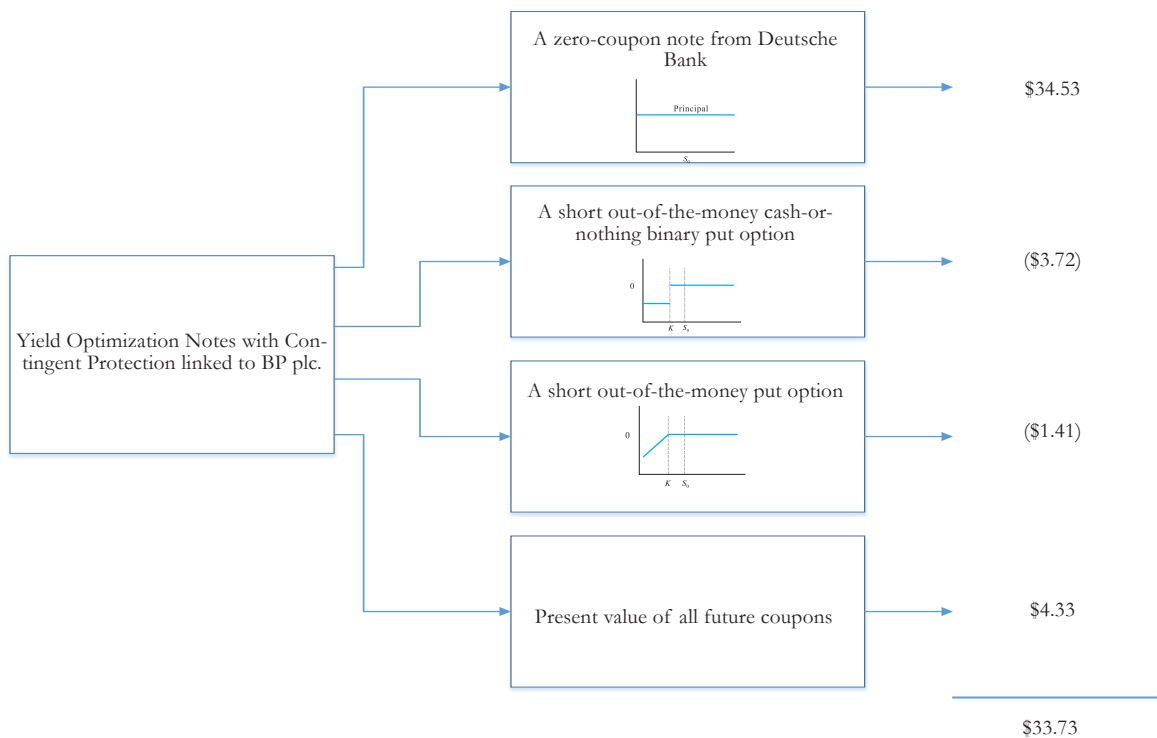 A zero-coupon note from Deutsche
Bank
Principal
S₀
$34.53
A short out-of-the-money cash-or-
nothing binary put option
0
K
S₀
($3.72)
Yield Optimization Notes with Con-
tingent Protection linked to BP plc.
A short out-of-the-money put option
0
K
S₀
($1.41)
Present value of all future coupons
$4.33
$33.73